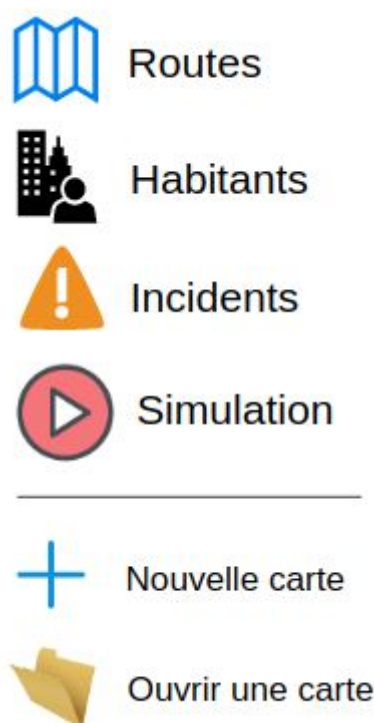 Routes
Habitants
Incidents
Simulation
Nouvelle carte
Ouvrir une carte